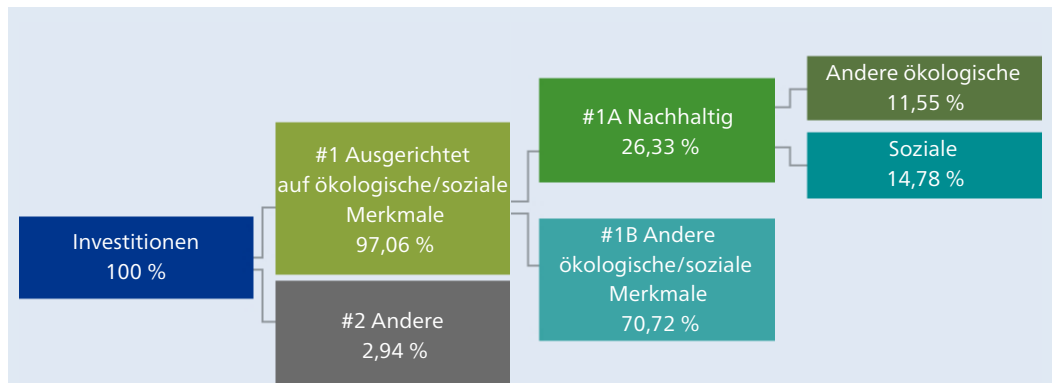 Investitionen
100 %
#1 Ausgerichtet
auf ökologische/soziale
Merkmale
97,06 %
#2 Andere
2,94 %
#1A Nachhaltig
26,33 %
#1B Andere
ökologische/soziale
Merkmale
70,72 %
Andere ökologische
11,55 %
Soziale
14,78 %